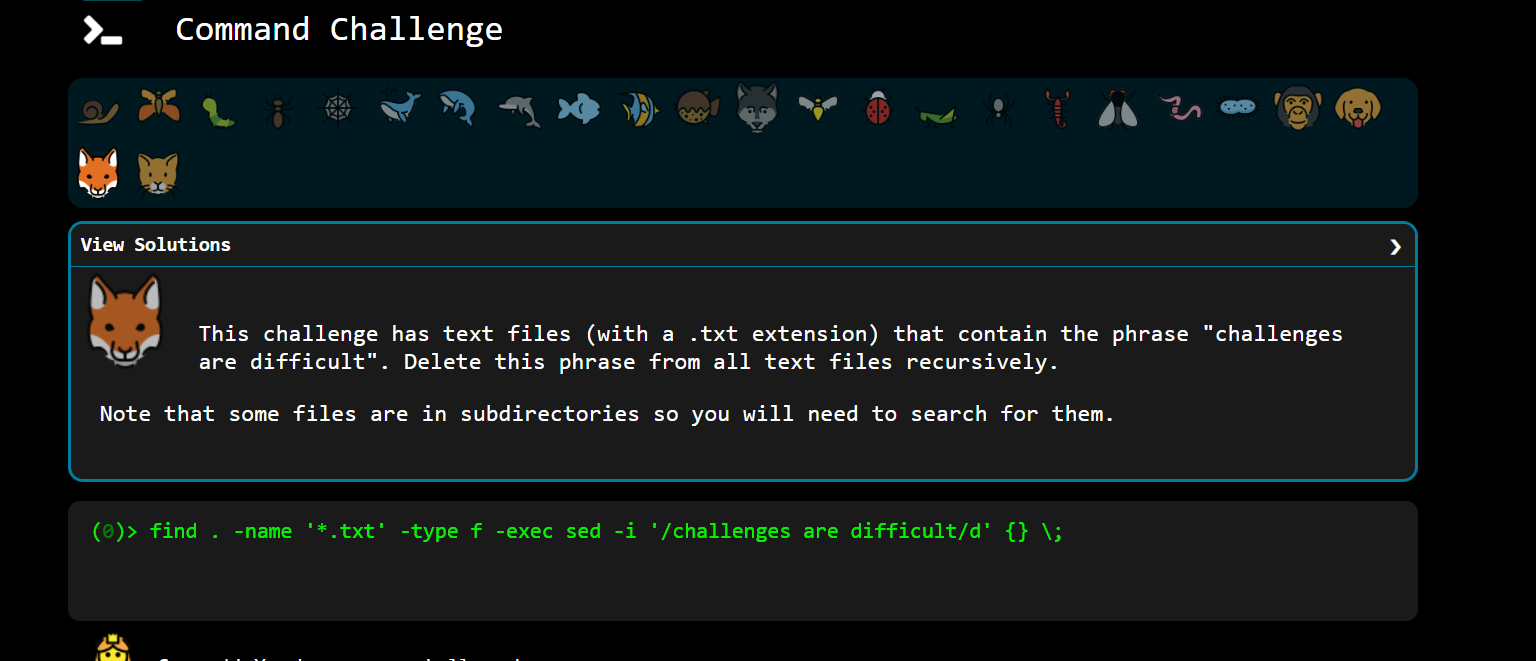 Command Challenge
View Solutions
This challenge has text files (with a .txt extension) that contain the phrase "challenges
are difficult". Delete this phrase from all text files recursively.
Note that some files are in subdirectories so you will need to search for them.
(0)> find . -name '*.txt' -type f -exec sed -i '/challenges are difficult/d' {} \;